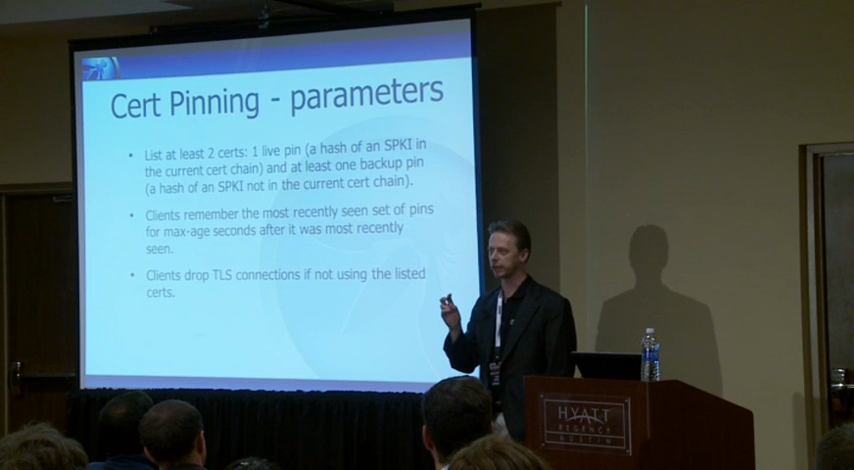 Cert Pinning - parameters
• List at least 2 certs: 1 live pin (a hash of an SPKI in
the current cert chain) and at least one backup pin
(a hash of an SPKI not in the current cert chain).
• Clients remember the most recently seen set of pins
for max-age seconds after it was most recently
seen.
• Clients drop TLS connections if not using the listed
certs.
HYATT
REGENCY
AUSTIN